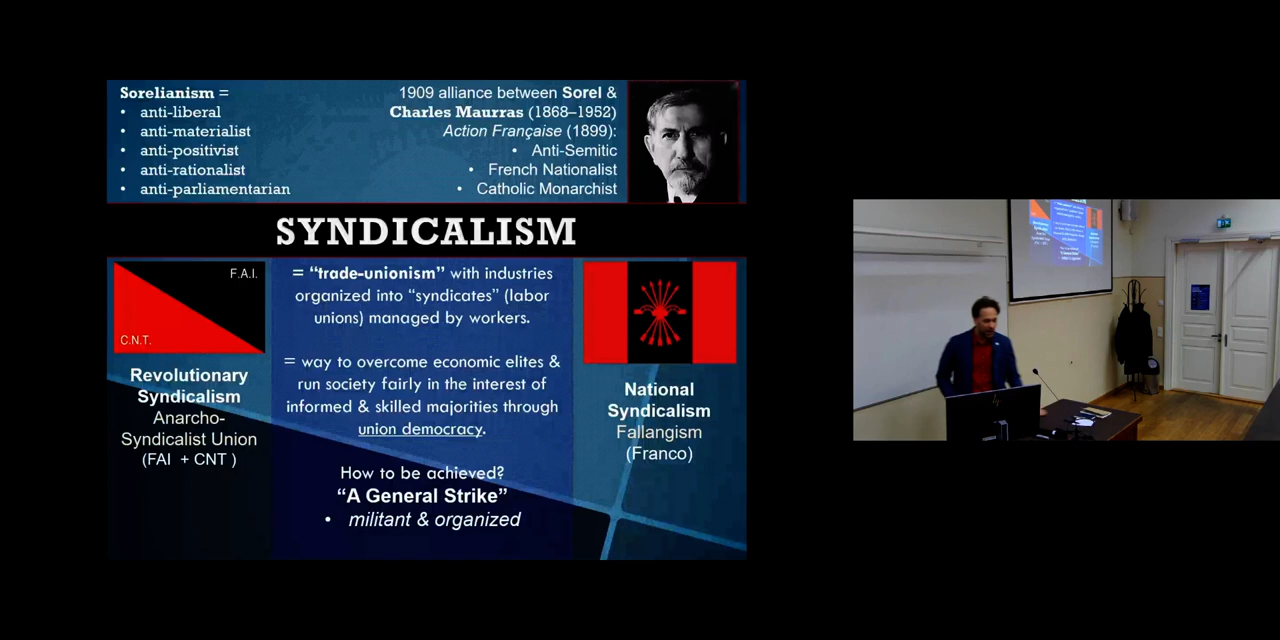 Sorelianism =
• anti-liberal
• anti-materialist
• anti-positivist
• anti-rationalist
• anti-parliamentarian
1909 alliance between Sorel &
Charles Maurras (1868–1952)
Action Française (1899):
• Anti-Semitic
• French Nationalist
• Catholic Monarchist
SYNDICALISM
F.A.I.
C.N.T.
Revolutionary
Syndicalism
Anarcho-
Syndicalist Union
(FAI + CNT )
= “trade-unionism” with industries
organized into “syndicates” (labor
unions) managed by workers.
= way to overcome economic elites &
run society fairly in the interest of
informed & skilled majorities through
union democracy.
How to be achieved?
“A General Strike”
• militant & organized
National
Syndicalism
Fallangism
(Franco)